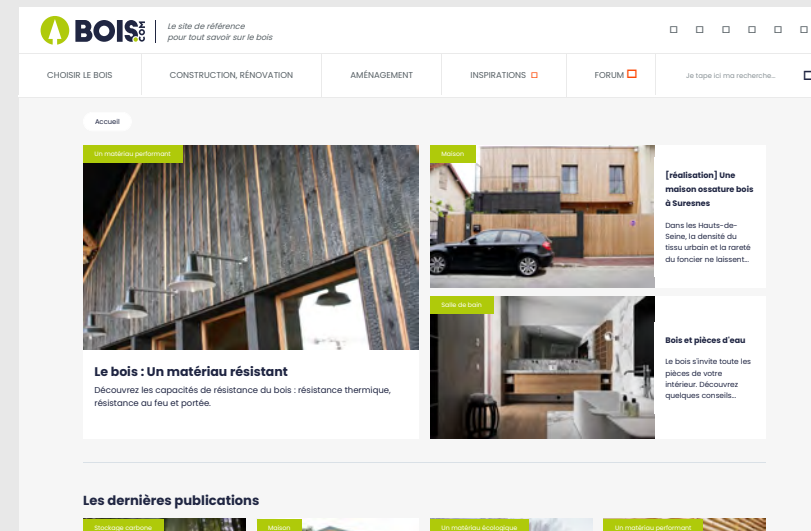 BOIS.COM
Le site de référence
pour tout savoir sur le bois
CHOISIR LE BOIS
CONSTRUCTION, RÉNOVATION
AMÉNAGEMENT
INSPIRATIONS
FORUM
Je tape ici ma recherche...
Accueil
Un matériau performant
Le bois : Un matériau résistant
Découvrez les capacités de résistance du bois : résistance thermique,
résistance au feu et portée.
Maison
[réalisation] Une
maison ossature bois
à Suresnes
Dans les Hauts-de-
Seine, la densité du
tissu urbain et la rareté
du foncier ne laissent...
Salle de bain
Bois et pièces d'eau
Le bois s'invite toute les
pièces de votre
intérieur. Découvrez
quelques conseils...
Les dernières publications
Stockage carbone
Maison
Un matériau écologique
Un matériau performant